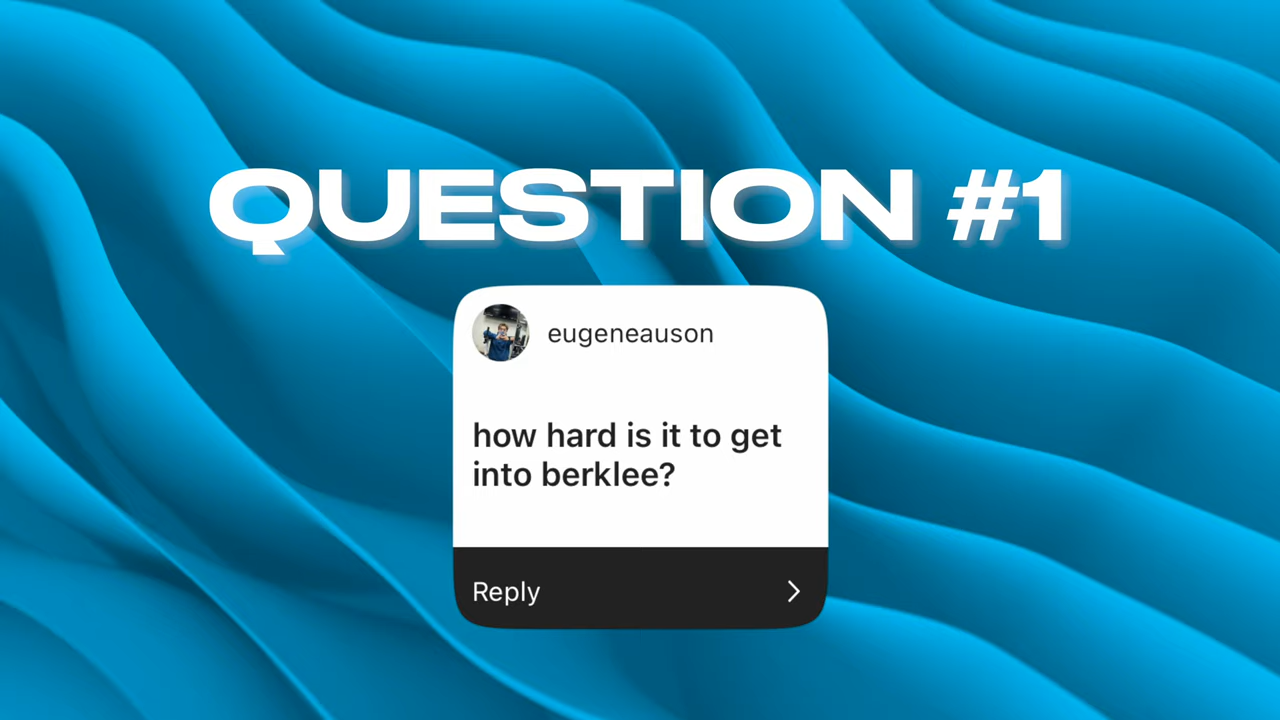 QUESTION #1
eugeneauson
how hard is it to get
into berklee?
Reply